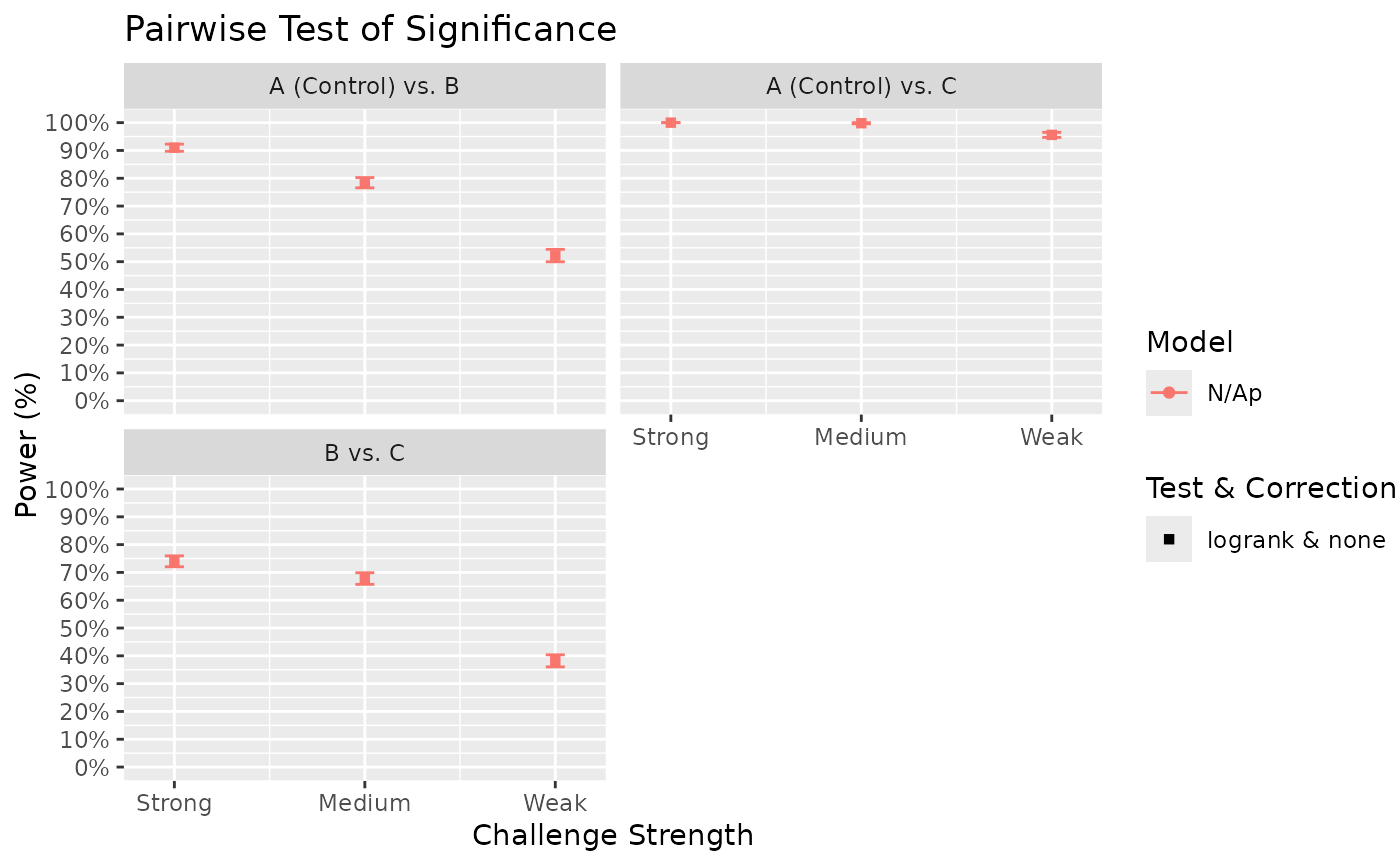 Pairwise Test of Significance
A (Control) vs. B
A (Control) vs. C
100%
90%
80%
70%
60%
50%
40%
30%
20%
10%
0%
Strong Medium Weak
B vs. C
100%
90%
80%
70%
60%
50%
40%
30%
20%
10%
0%
Strong Medium Weak
Challenge Strength
Power (%)
Model
N/Ap
Test & Correction
logrank & none